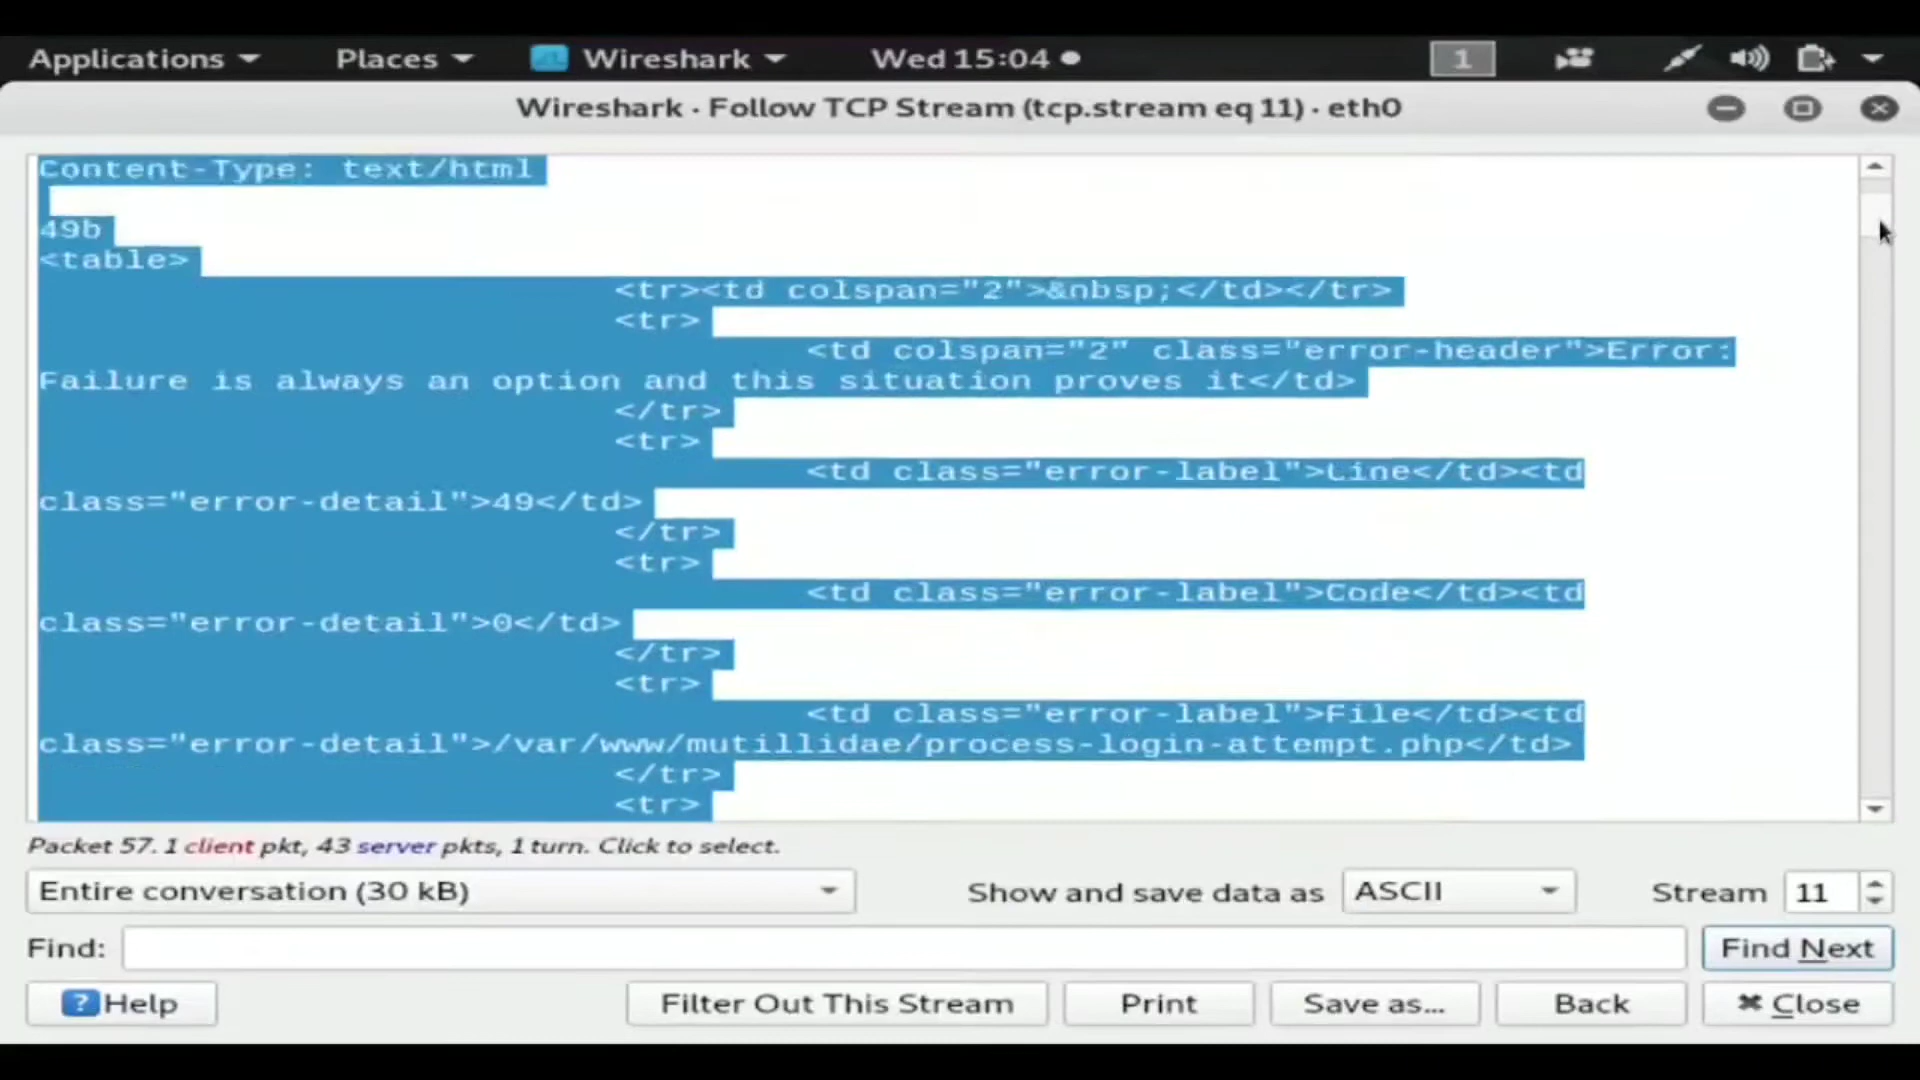 Applications Places Wireshark Wed 15:04 1
Wireshark · Follow TCP Stream (tcp.stream eq 11) · eth0
Content-Type: text/html
49b
<table>
<tr><td colspan="2">&nbsp;</td></tr>
<tr>
<td colspan="2" class="error-header">Error:
Failure is always an option and this situation proves it</td>
</tr>
<tr>
<td class="error-label">Line</td><td
class="error-detail">49</td>
</tr>
<tr>
<td class="error-label">Code</td><td
class="error-detail">0</td>
</tr>
<tr>
<td class="error-label">File</td><td
class="error-detail">/var/www/mutillidae/process-login-attempt.php</td>
</tr>
<tr>
Packet 57. 1 client pkt, 43 server pkts, 1 turn. Click to select.
Entire conversation (30 kB) Show and save data as ASCII Stream 11
Find: Find Next
? Help Filter Out This Stream Print Save as... Back Close